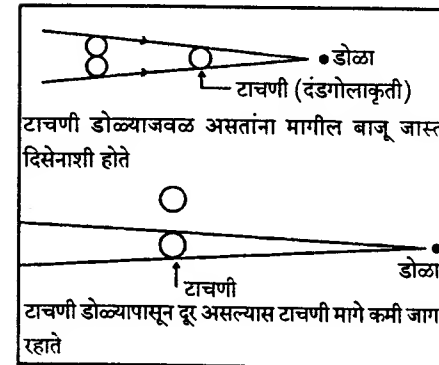 डोळा
टाचणी (दंडगोलाकृती)
टाचणी डोळ्याजवळ असतांना मागील बाजू जास्त
दिसेनाशी होते
डोळा
टाचणी
टाचणी डोळ्यापासून दूर असल्यास टाचणी मागे कमी जाग
रहाते